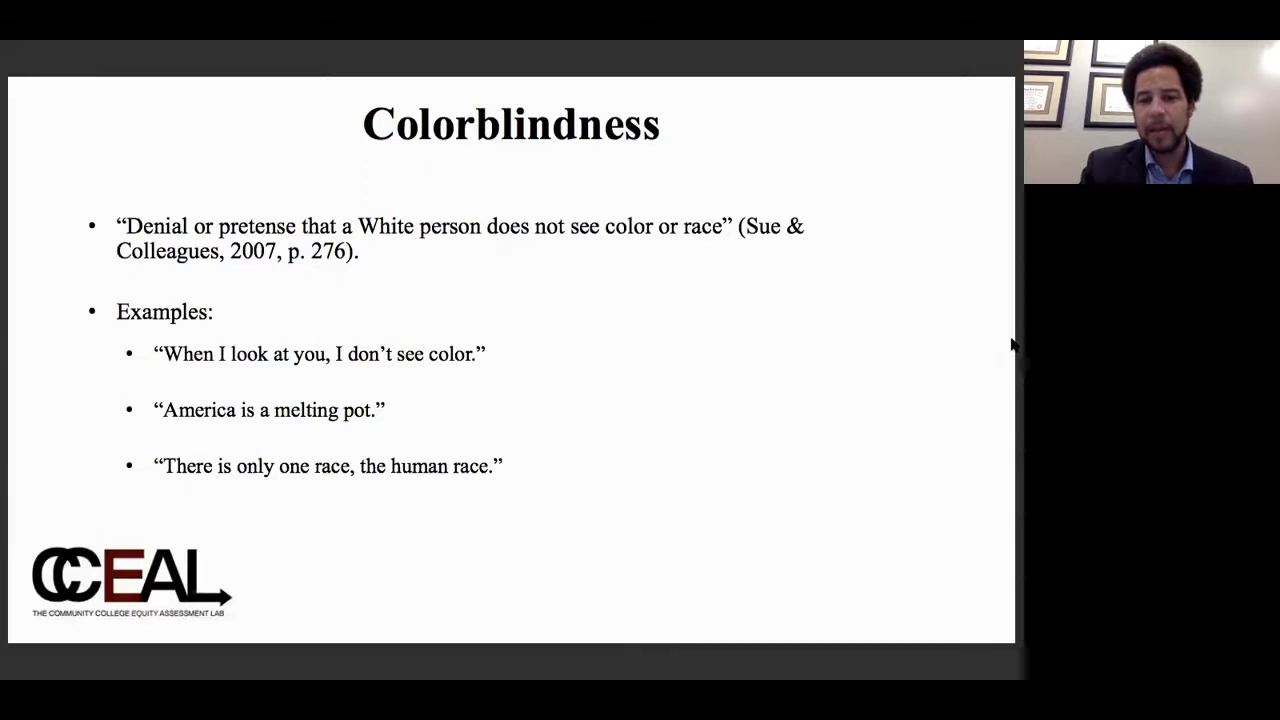 Colorblindness
• “Denial or pretense that a White person does not see color or race” (Sue &
Colleagues, 2007, p. 276).
• Examples:
• “When I look at you, I don’t see color.”
• “America is a melting pot.”
• “There is only one race, the human race.”
CCEAL
THE COMMUNITY COLLEGE EQUITY ASSESSMENT LAB